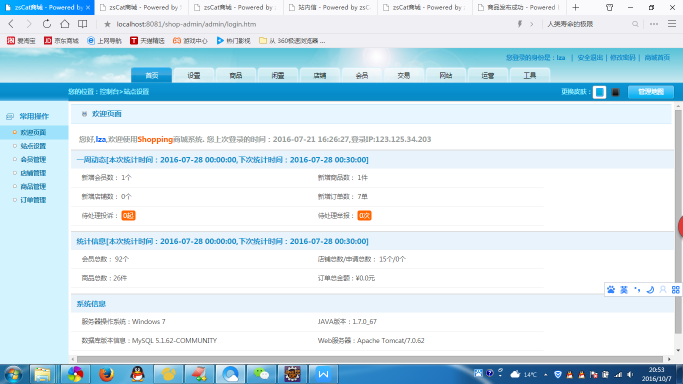 zsCat商城 - Powered by
zsCat商城 - Powered by
zsCat商城 - Powered by z
站内信 - Powered by zsC
zsCat商城 - Powered by
商品发布成功 - Powered b
localhost:8081/shop-admin/admin/login.htm
人类寿命的极限
爱淘宝
京东商城
上网导航
天猫精选
游戏中心
热门影视
从 360极速浏览器 ...
您登录的身份是：lza | 安全退出 | 修改密码 | 商城首页
首页 设置 商品 闲置 店铺 会员 交易 网站 运营 工具
您的位置：控制台>站点设置
更换皮肤：
管理地图
常用操作
欢迎页面
站点设置
会员管理
店铺管理
商品管理
订单管理
欢迎页面
您好,lza,欢迎使用Shopping商城系统. 您上次登录的时间：2016-07-21 16:26:27,登录IP:123.125.34.203
一周动态[本次统计时间：2016-07-28 00:00:00,下次统计时间：2016-07-28 00:30:00]
新增会员数： 1个
新增商品数： 1件
新增店铺数： 0个
新增订单数： 7单
待处理投诉： 0起
待处理举报： 0次
统计信息[本次统计时间：2016-07-28 00:00:00,下次统计时间：2016-07-28 00:30:00]
会员总数： 92个
店铺总数/申请总数： 15个/0个
商品总数：26件
订单总金额：¥0.0元
系统信息
服务器操作系统：Windows 7
JAVA版本：1.7.0_67
数据库版本信息：MySQL 5.1.62-COMMUNITY
Web服务器：Apache Tomcat/7.0.62
英
14℃
20:53
2016/10/7